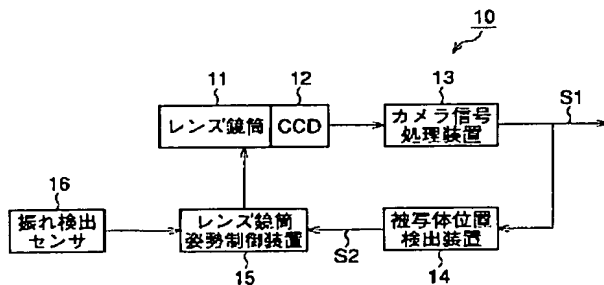 10
11
12
13
レンズ鏡筒
CCD
カメラ信号
処理装置
S1
16
振れ検出
センサ
レンズ鏡筒
姿勢制御装置
15
S2
被写体位置
検出装置
14